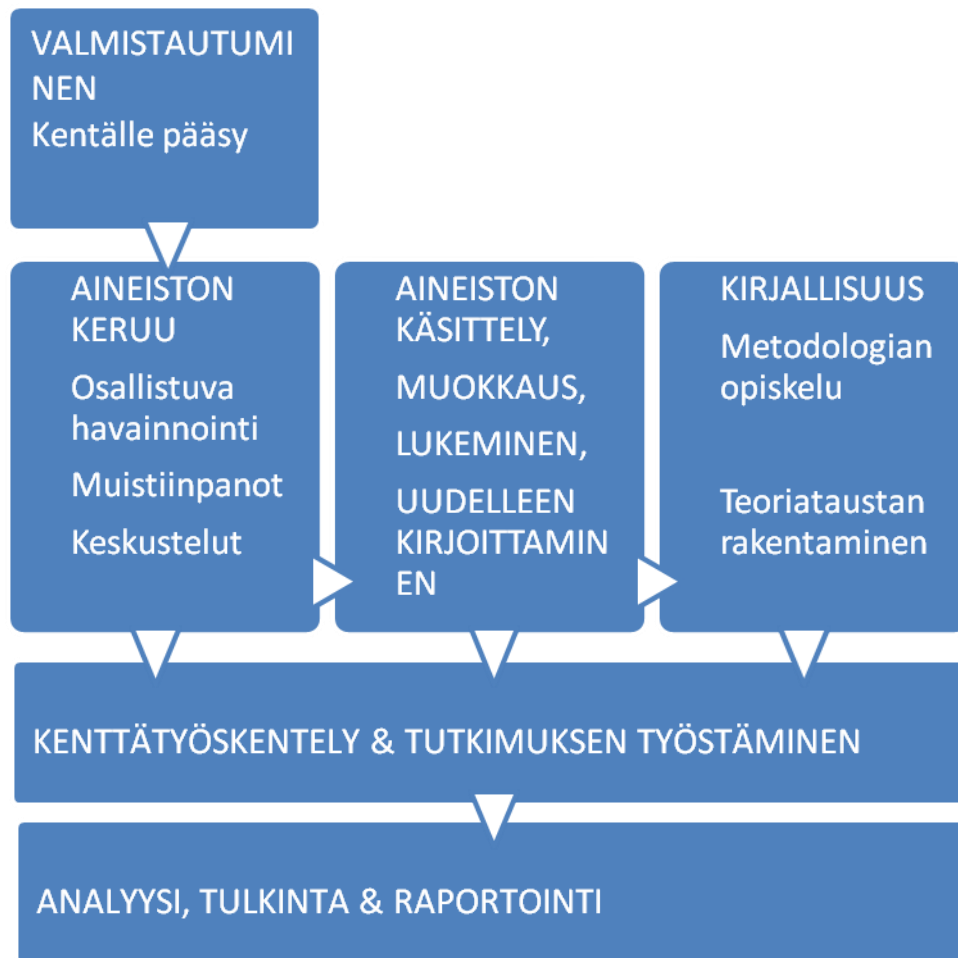 VALMISTAUTUMI
NEN
Kentälle pääsy
AINEISTON
KERUU
Osallistuva
havainnointi
Muistiinpanot
Keskustelut
AINEISTON
KÄSITTELY,
MUOKKAUS,
LUKEMINEN,
UUDELLEEN
KIRJOITTAMIN
EN
KIRJALLISUUS
Metodologian
opiskelu
Teoriataustan
rakentaminen
KENTTÄTYÖSKENTELY & TUTKIMUKSEN TYÖSTÄMINEN
ANALYYSI, TULKINTA & RAPORTOINTI